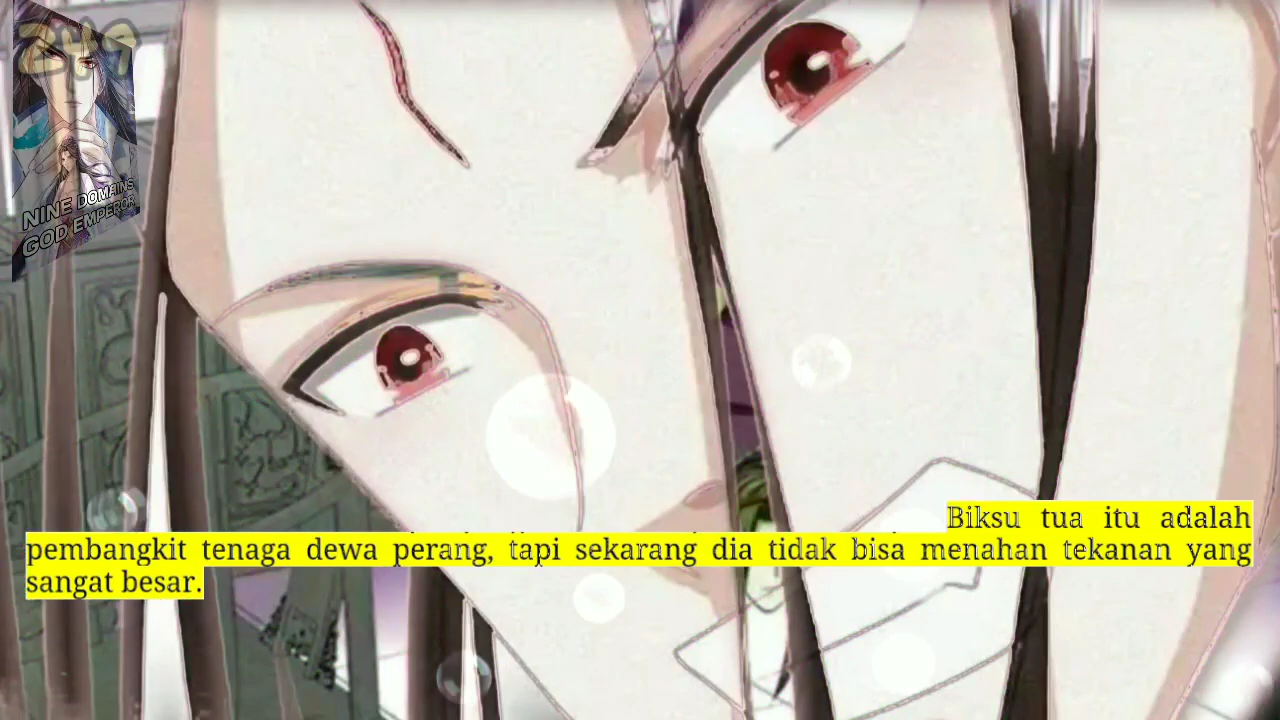 247
NINE DOMAINS
GOD EMPEROR
Biksu tua itu adalah
pembangkit tenaga dewa perang, tapi sekarang dia tidak bisa menahan tekanan yang
sangat besar.